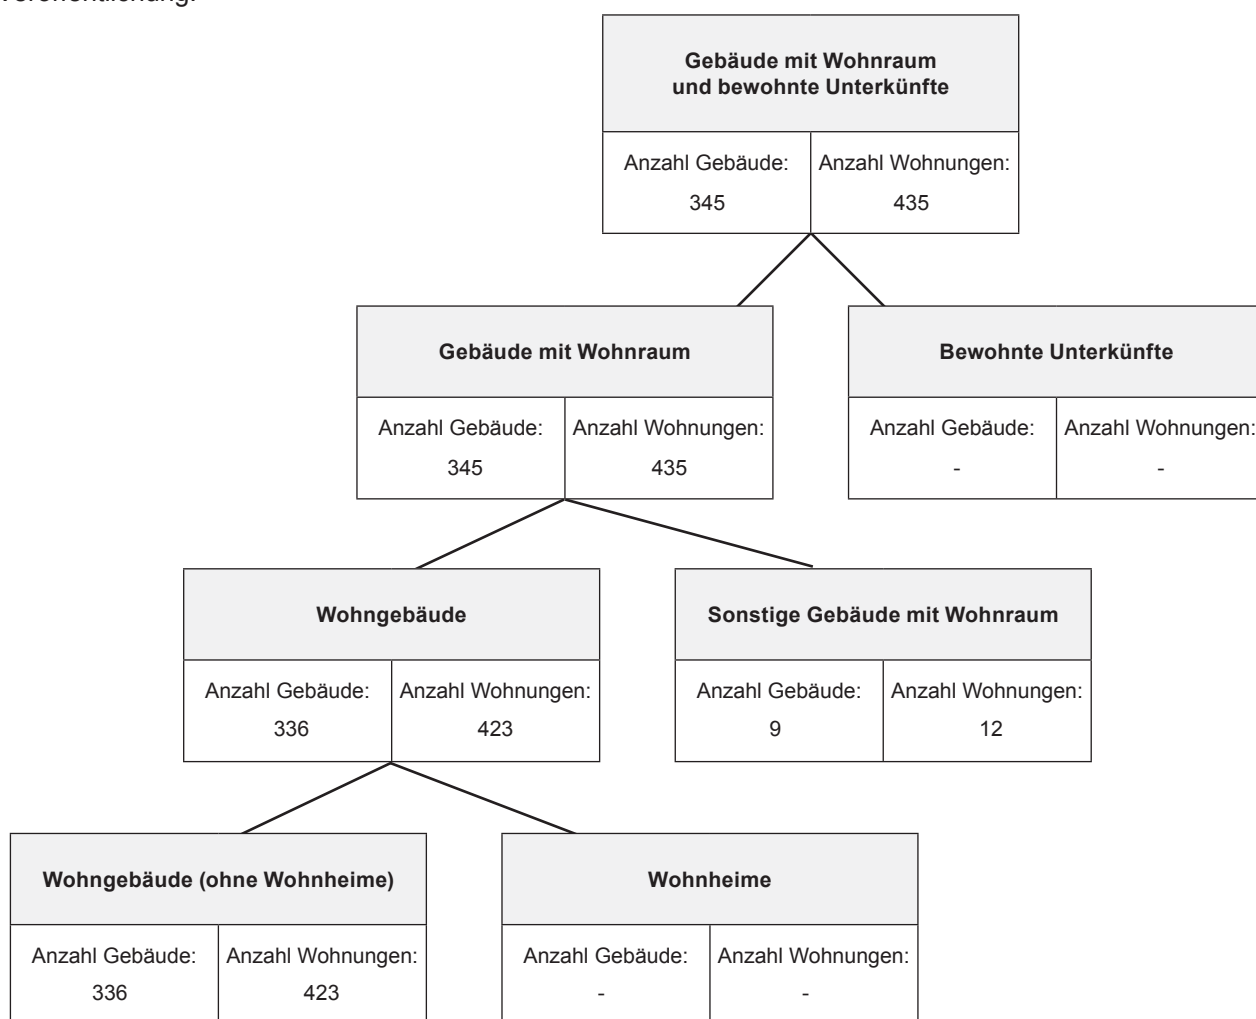 Veröffentlichung.
Gebäude mit Wohnraum
und bewohnte Unterkünfte
Anzahl Gebäude: Anzahl Wohnungen:
345 435
Gebäude mit Wohnraum
Anzahl Gebäude: Anzahl Wohnungen:
345 435
Bewohnte Unterkünfte
Anzahl Gebäude: Anzahl Wohnungen:
- -
Wohngebäude
Anzahl Gebäude: Anzahl Wohnungen:
336 423
Sonstige Gebäude mit Wohnraum
Anzahl Gebäude: Anzahl Wohnungen:
9 12
Wohngebäude (ohne Wohnheime)
Anzahl Gebäude: Anzahl Wohnungen:
336 423
Wohnheime
Anzahl Gebäude: Anzahl Wohnungen:
- -